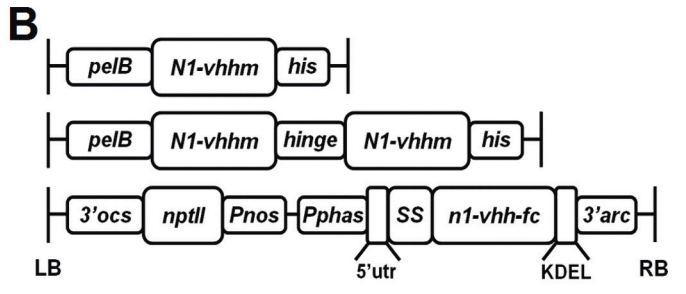 B
pelB N1-vhhm his
pelB N1-vhhm hinge N1-vhhm his
3'ocs nptII Pnos Pphas SS n1-vhh-fc 3'arc
LB 5'utr KDEL RB